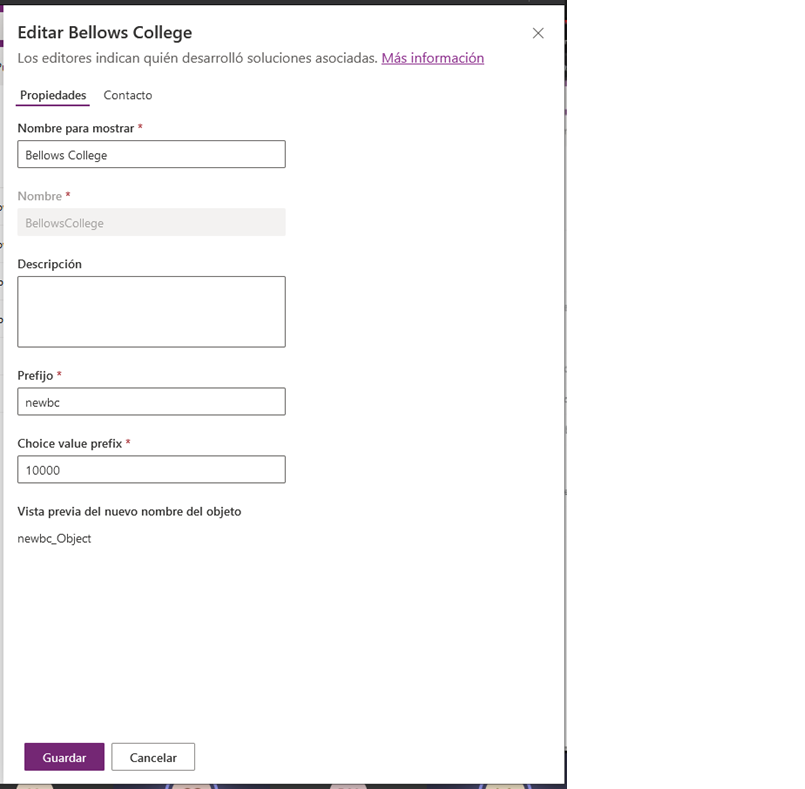 Editar Bellows College
Los editores indican quién desarrolló soluciones asociadas. Más información
Propiedades Contacto
Nombre para mostrar *
Bellows College
Nombre *
BellowsCollege
Descripción
Prefijo *
newbc
Choice value prefix *
10000
Vista previa del nuevo nombre del objeto
newbc_Object
Guardar Cancelar